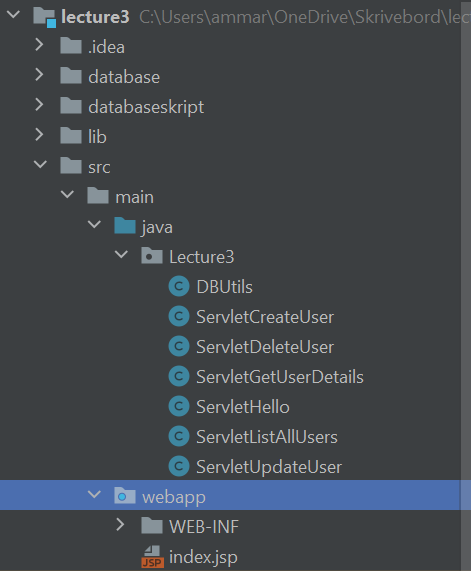 lecture3 C:\Users\ammar\OneDrive\Skrivebord\lec
.idea
database
databaseskript
lib
src
main
java
Lecture3
DBUtils
ServletCreateUser
ServletDeleteUser
ServletGetUserDetails
ServletHello
ServletListAllUsers
ServletUpdateUser
webapp
WEB-INF
index.jsp